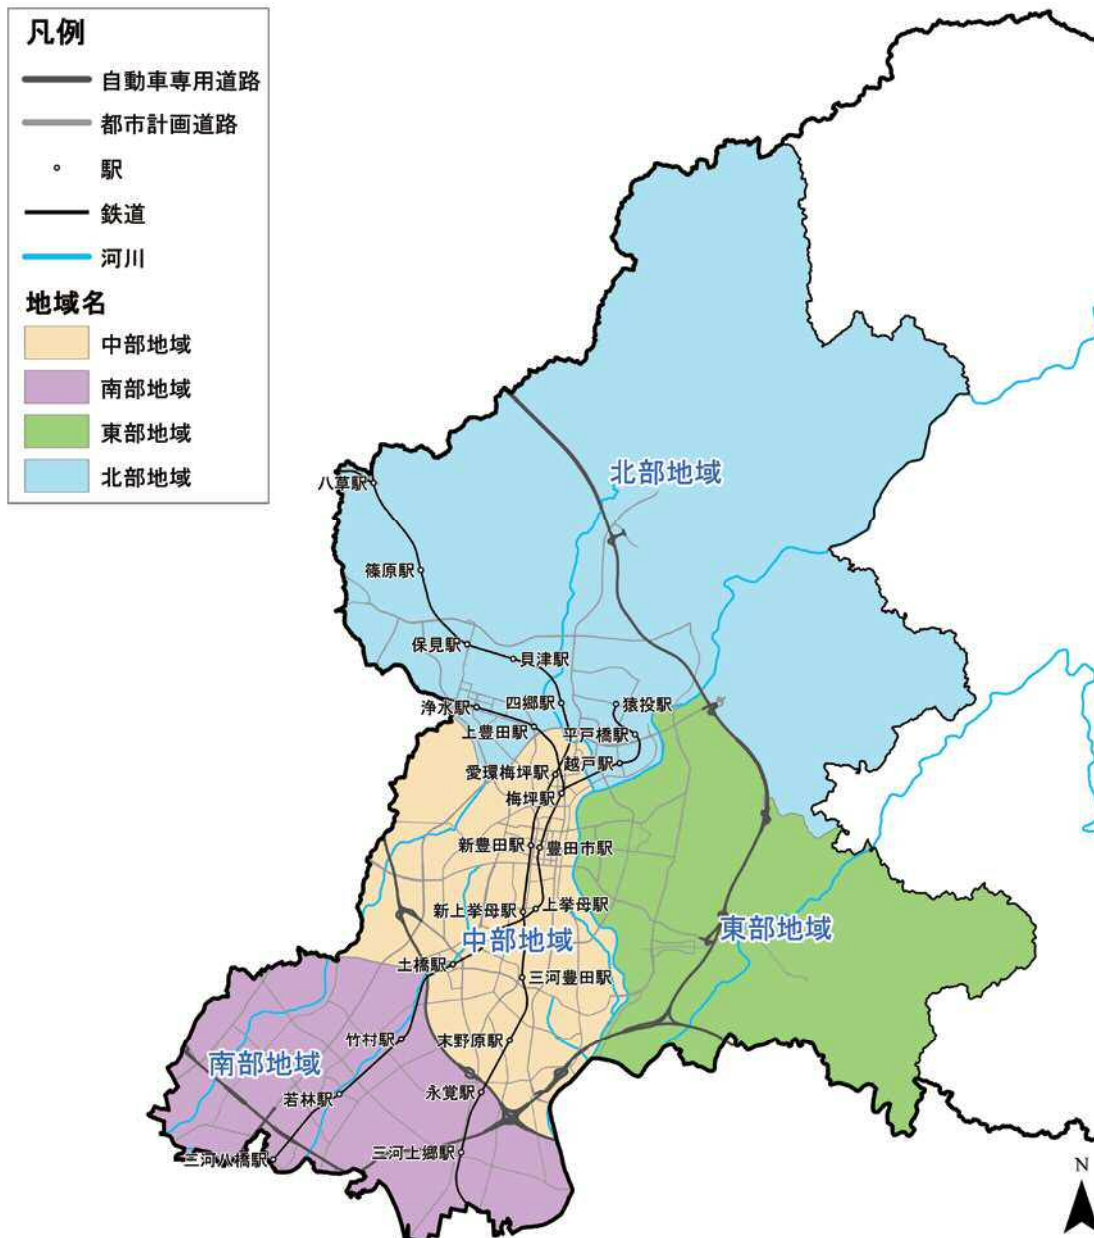 凡例
自動車専用道路
都市計画道路
駅
鉄道
河川
地域名
中部地域
南部地域
東部地域
北部地域
北部地域
八草駅
篠原駅
保見駅
貝津駅
浄水駅
四郷駅
猿投駅
上豊田駅
平戸橋駅
愛環梅坪駅
越戸駅
梅坪駅
新豊田駅
豊田市駅
新上挙母駅
上挙母駅
中部地域
東部地域
土橋駅
三河豊田駅
竹村駅
末野原駅
南部地域
若林駅
永覚駅
三河八橋駅
三河上郷駅
N